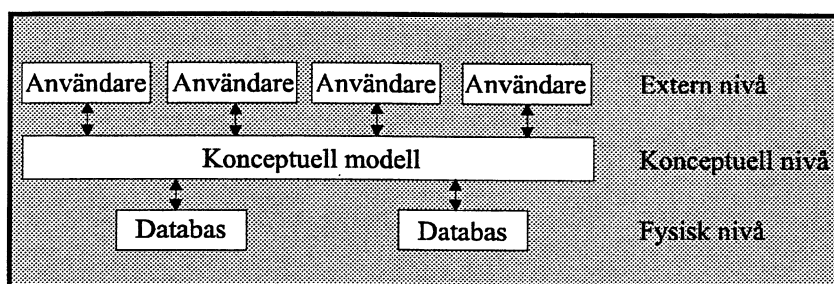 Användare Användare Användare Användare Extern nivå
Konceptuell modell Konceptuell nivå
Databas Databas Fysisk nivå